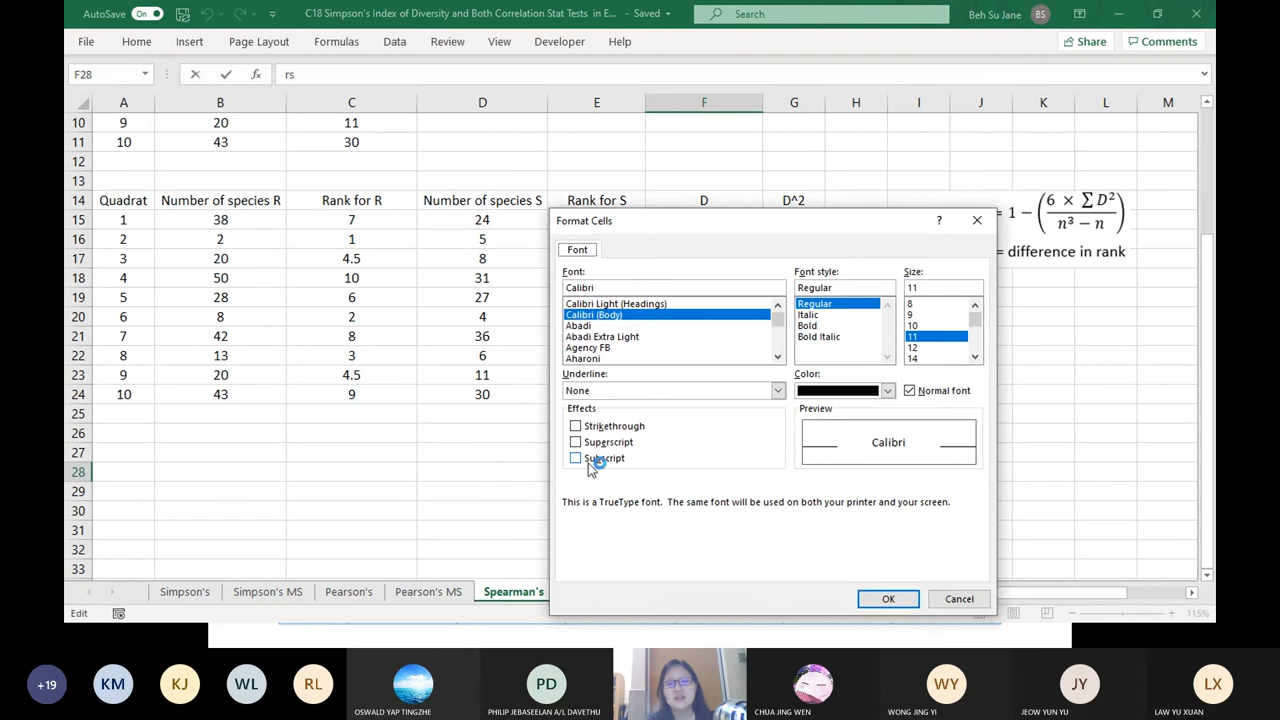 AutoSave On C18 Simpson's Index of Diversity and Both Correlation Stat Tests in E... - Saved Search Beh Su Jane BS
File Home Insert Page Layout Formulas Data Review View Developer Help Share Comments
F28 fx rs
A B C D E F G H I J K L M
10 9 20 11
11 10 43 30
12
13
14 Quadrat Number of species R Rank for R Number of species S Rank for S D D^2
= 1 − (6 × ∑D² / n³ − n)
= difference in rank
15 1 38 7 24
16 2 2 1 5
17 3 20 4.5 8
18 4 50 10 31
19 5 28 6 27
20 6 8 2 4
21 7 42 8 36
22 8 13 3 6
23 9 20 4.5 11
24 10 43 9 30
25
26
27
28
29
30
31
32
33
Format Cells ?
Font
Font: Font style: Size:
Calibri Regular 11
Calibri Light (Headings) Regular 8
Calibri (Body) Italic 9
Abadi Bold 10
Abadi Extra Light Bold Italic 11
Agency FB 12
Aharoni 14
Underline: Color:
None Normal font
Effects Preview
Strikethrough
Superscript Calibri
Subscript
This is a TrueType font. The same font will be used on both your printer and your screen.
OK Cancel
Simpson's Simpson's MS Pearson's Pearson's MS Spearman's
Edit 115%
+19 KM KJ WL RL PD WY JY LX
OSWALD YAP TINGZHE PHILIP JEBASEELAN A/L DAVETHU CHUA JING WEN WONG JING YI JEOW YUN YU LAW YU XUAN